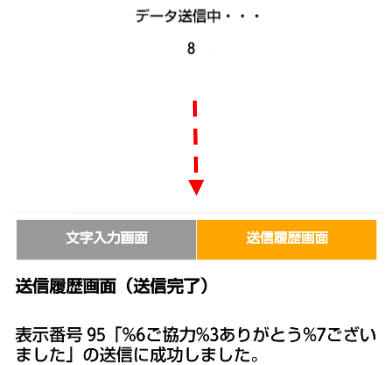 データ送信中・・・
8
文字入力画面
送信履歴画面
送信履歴画面（送信完了）
表示番号 95「%6ご協力%3ありがとう%7ござい
ました」の送信に成功しました。